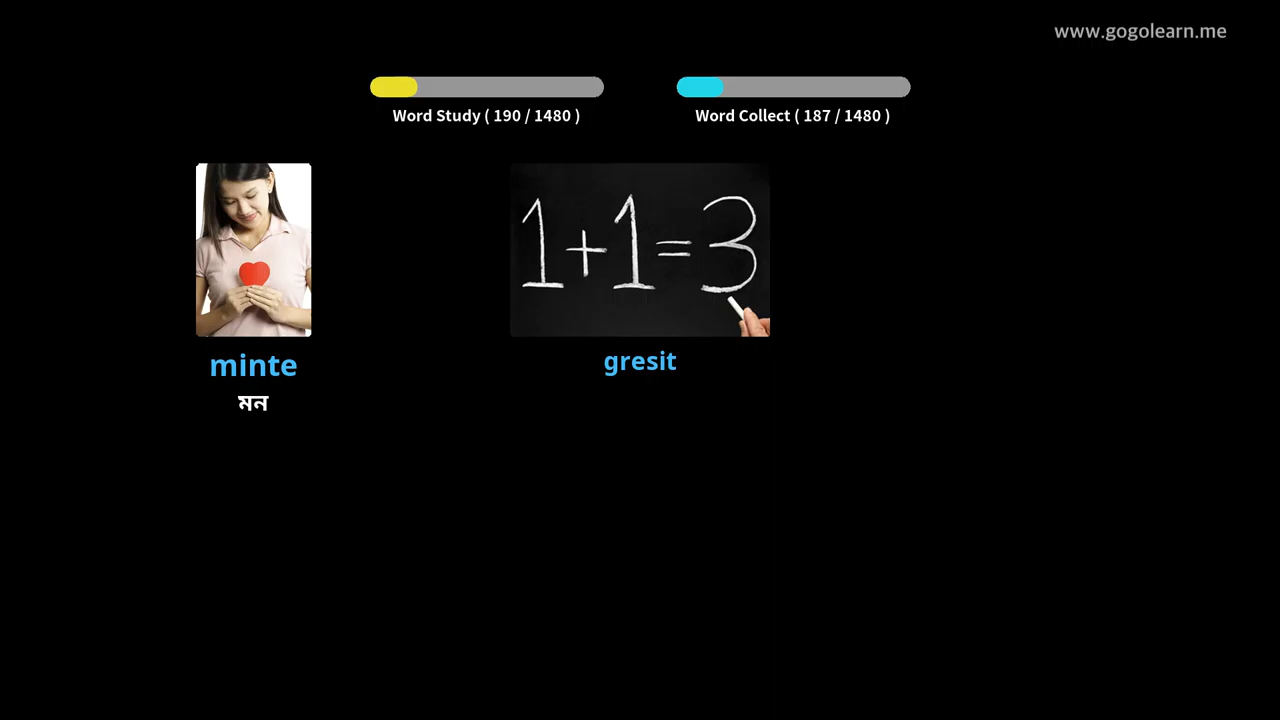 www.gogolearn.me
Word Study ( 190 / 1480 )
Word Collect ( 187 / 1480 )
1+1=3
minte
মন
gresit